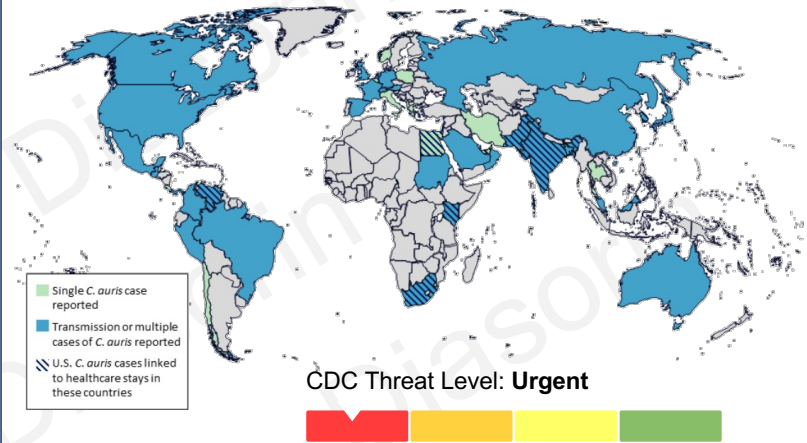 Single C. auris case
reported
Transmission or multiple
cases of C. auris reported
U.S. C. auris cases linked
to healthcare stays in
these countries
CDC Threat Level: Urgent
Diasorin